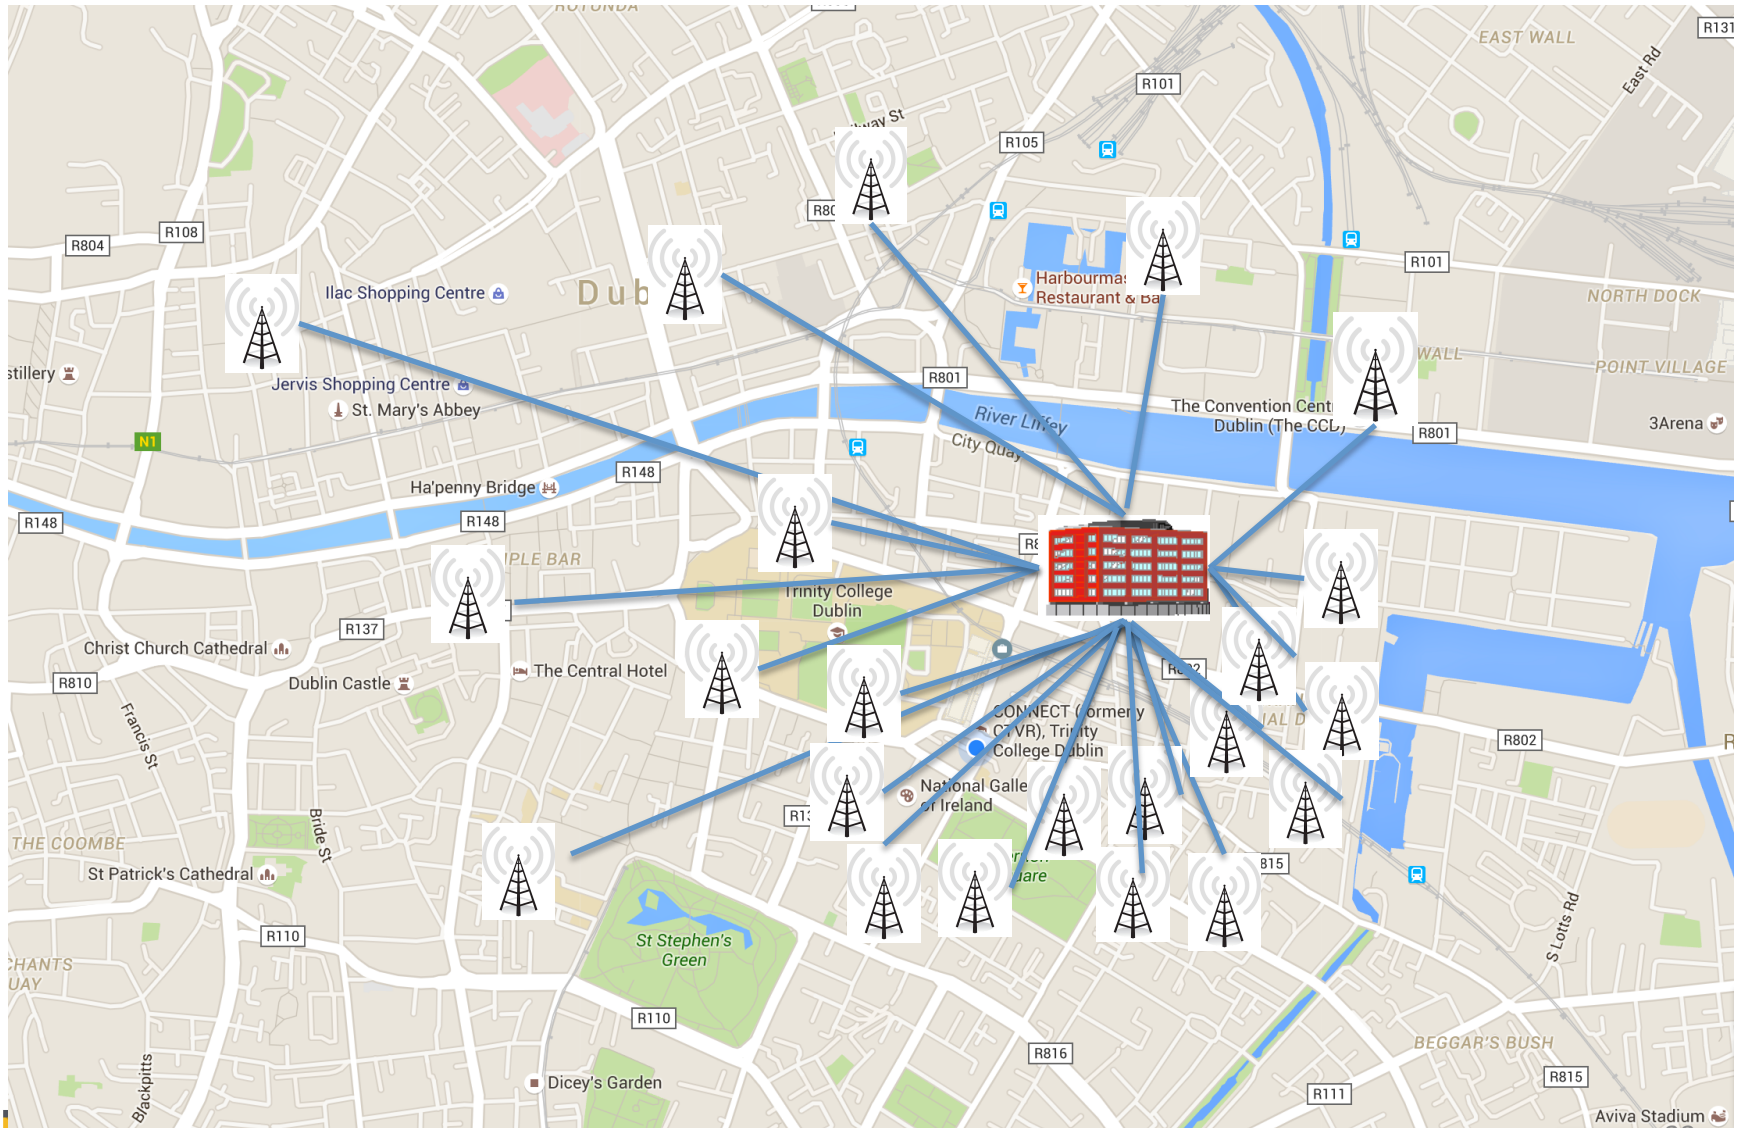 ROTUNDA
R131
EAST WALL
East Rd
R101
R105
R804
R108
R101
Ilac Shopping Centre
Harbourmas
Restaurant & Ba
NORTH DOCK
WALL
POINT VILLAGE
Jervis Shopping Centre
R801
St. Mary's Abbey
River Liffey
The Convention Cent
Dublin (The CCD)
R801
3Arena
N1
City Quay
R148
Ha'penny Bridge
R148
R148
Trinity College
Dublin
R137
Christ Church Cathedral
The Central Hotel
R810
Dublin Castle
Francis St
CONNECT (formerly
CTVR), Trinity
College Dublin
R802
National Galle
of Ireland
THE COOMBE
Bride St
St Patrick's Cathedral
815
R110
St Stephen's
Green
S Lotts Rd
R110
R816
BEGGAR'S BUSH
Dicey's Garden
R815
R111
Blackpitts
Aviva Stadium